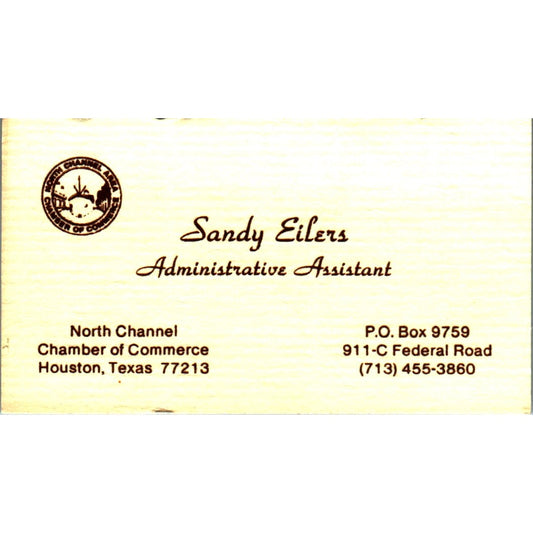 NORTH CHANNEL AREA
CHAMBER OF COMMERCE
Sandy Eilers
Administrative Assistant
North Channel
Chamber of Commerce
Houston, Texas 77213
P.O. Box 9759
911-C Federal Road
(713) 455-3860